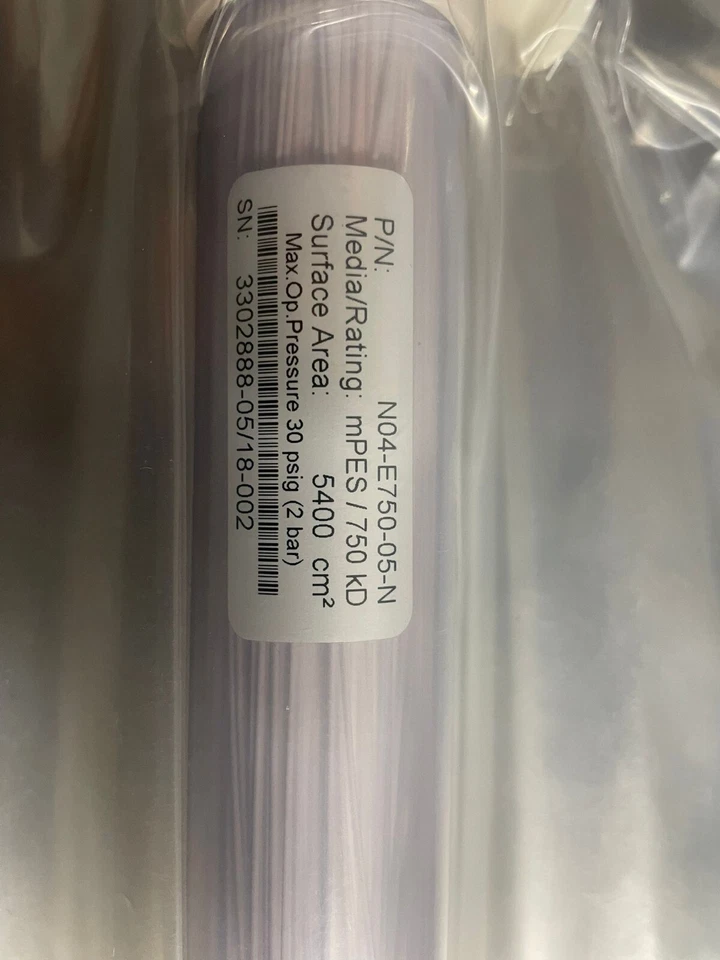 P/N: N04-E750-05-N
Media/Rating: mPES / 750 kD
Surface Area: 5400 cm²
Max.Op.Pressure 30 psig (2 bar)
SN: 3302888-05/18-002